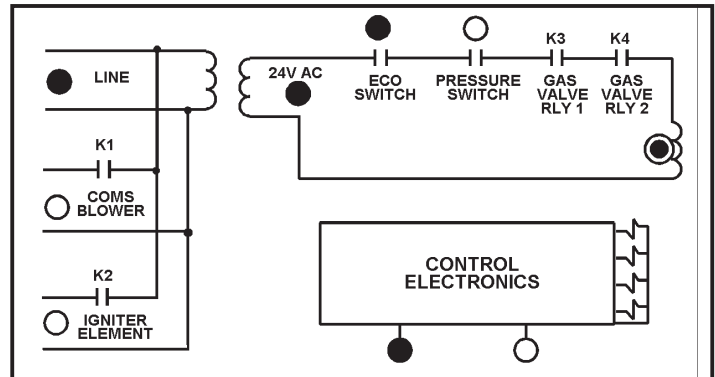 LINE
24V AC
ECO
SWITCH
PRESSURE
SWITCH
K3
GAS
VALVE
RLY 1
K4
GAS
VALVE
RLY 2
K1
COMS
BLOWER
K2
IGNITER
ELEMENT
CONTROL
ELECTRONICS